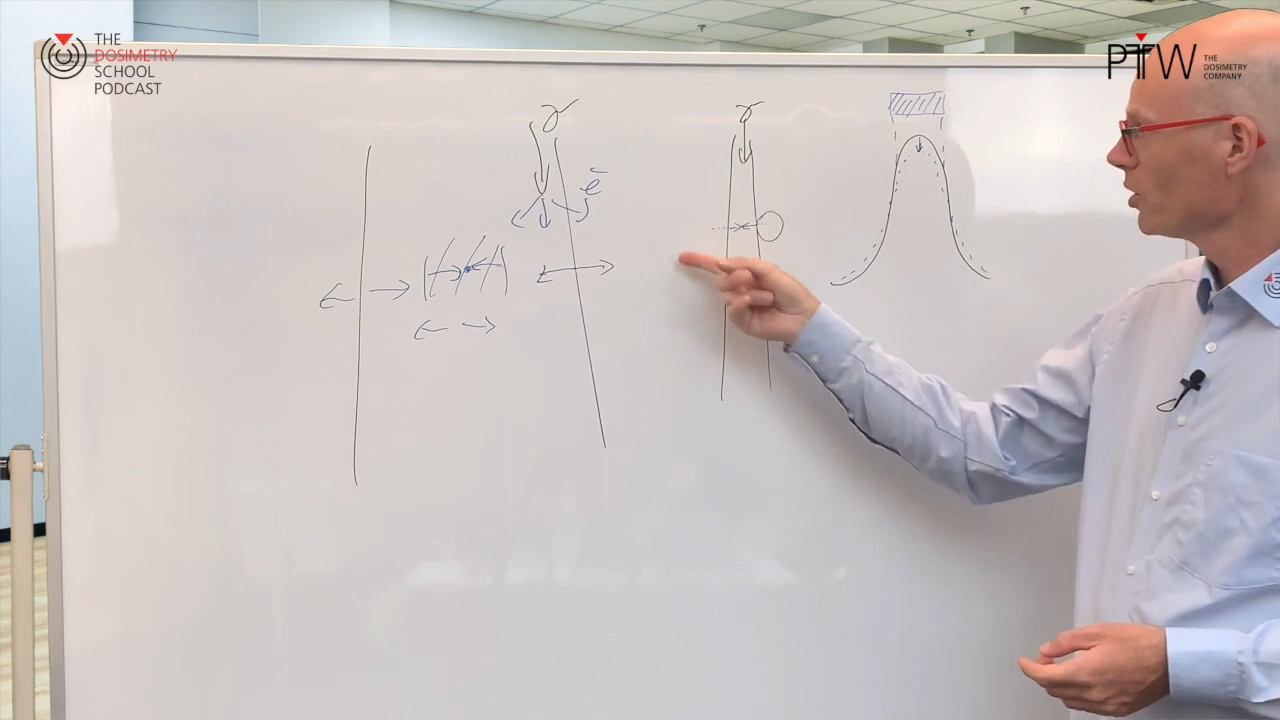 THE
DOSIMETRY
SCHOOL
PODCAST
PTW
THE
DOSIMETRY
COMPANY
γ
e⁻
γ